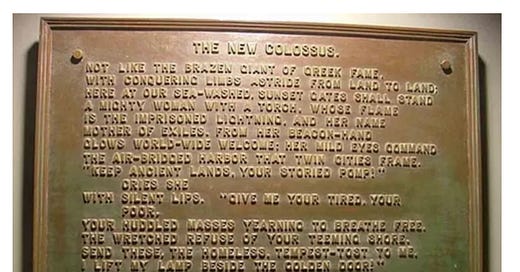 THE NEW COLOSSUS.
NOT LIKE THE BRAZEN GIANT OF GREEK FAME,
WITH CONQUERING LIMBS ASTRIDE FROM LAND TO LAND;
HERE AT OUR SEA-WASHED, SUNSET GATES SHALL STAND
A MIGHTY WOMAN WITH A TORCH, WHOSE FLAME
IS THE IMPRISONED LIGHTNING, AND HER NAME
MOTHER OF EXILES. FROM HER BEACON-HAND
GLOWS WORLD-WIDE WELCOME; HER MILD EYES COMMAND
THE AIR-BRIDGED HARBOR THAT TWIN CITIES FRAME.
"KEEP ANCIENT LANDS, YOUR STORIED POMP!"
CRIES SHE
WITH SILENT LIPS. "GIVE ME YOUR TIRED, YOUR
POOR,
YOUR HUDDLED MASSES YEARNING TO BREATHE FREE,
THE WRETCHED REFUSE OF YOUR TEEMING SHORE.
SEND THESE, THE HOMELESS, TEMPEST-TOST TO ME,
I LIFT MY LAMP BESIDE THE GOLDEN DOOR!"